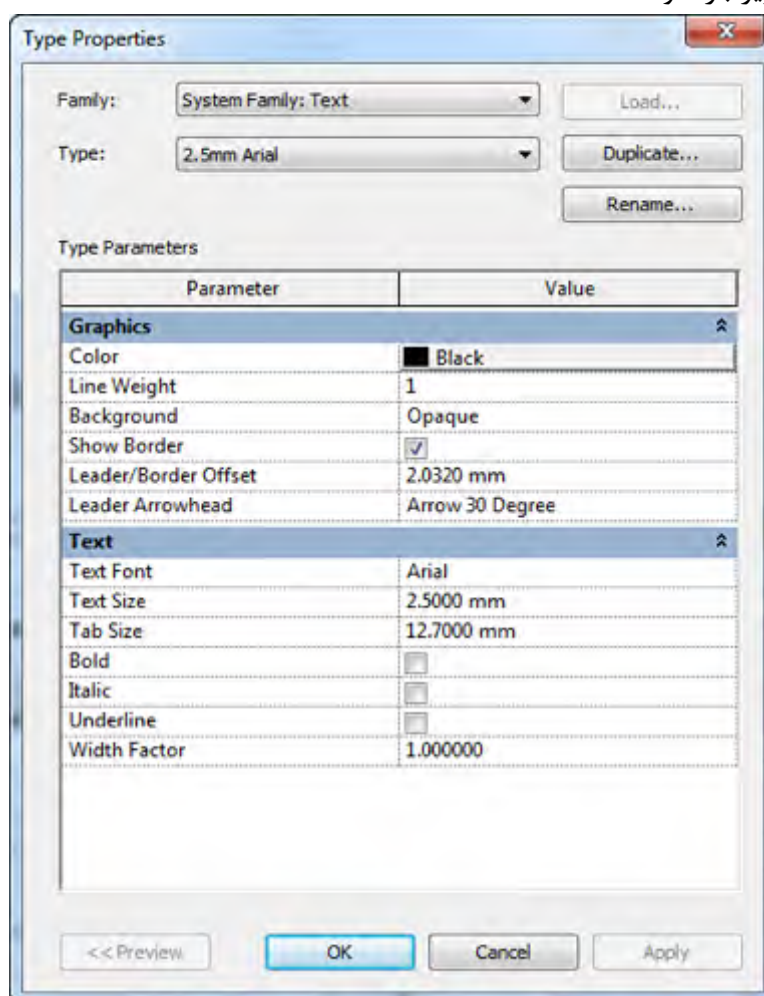 Type Properties
Family: System Family: Text Load...
Type: 2.5mm Arial Duplicate...
Rename...
Type Parameters
Parameter Value
Graphics
Color Black
Line Weight 1
Background Opaque
Show Border
Leader/Border Offset 2.0320 mm
Leader Arrowhead Arrow 30 Degree
Text
Text Font Arial
Text Size 2.5000 mm
Tab Size 12.7000 mm
Bold
Italic
Underline
Width Factor 1.000000
<< Preview OK Cancel Apply